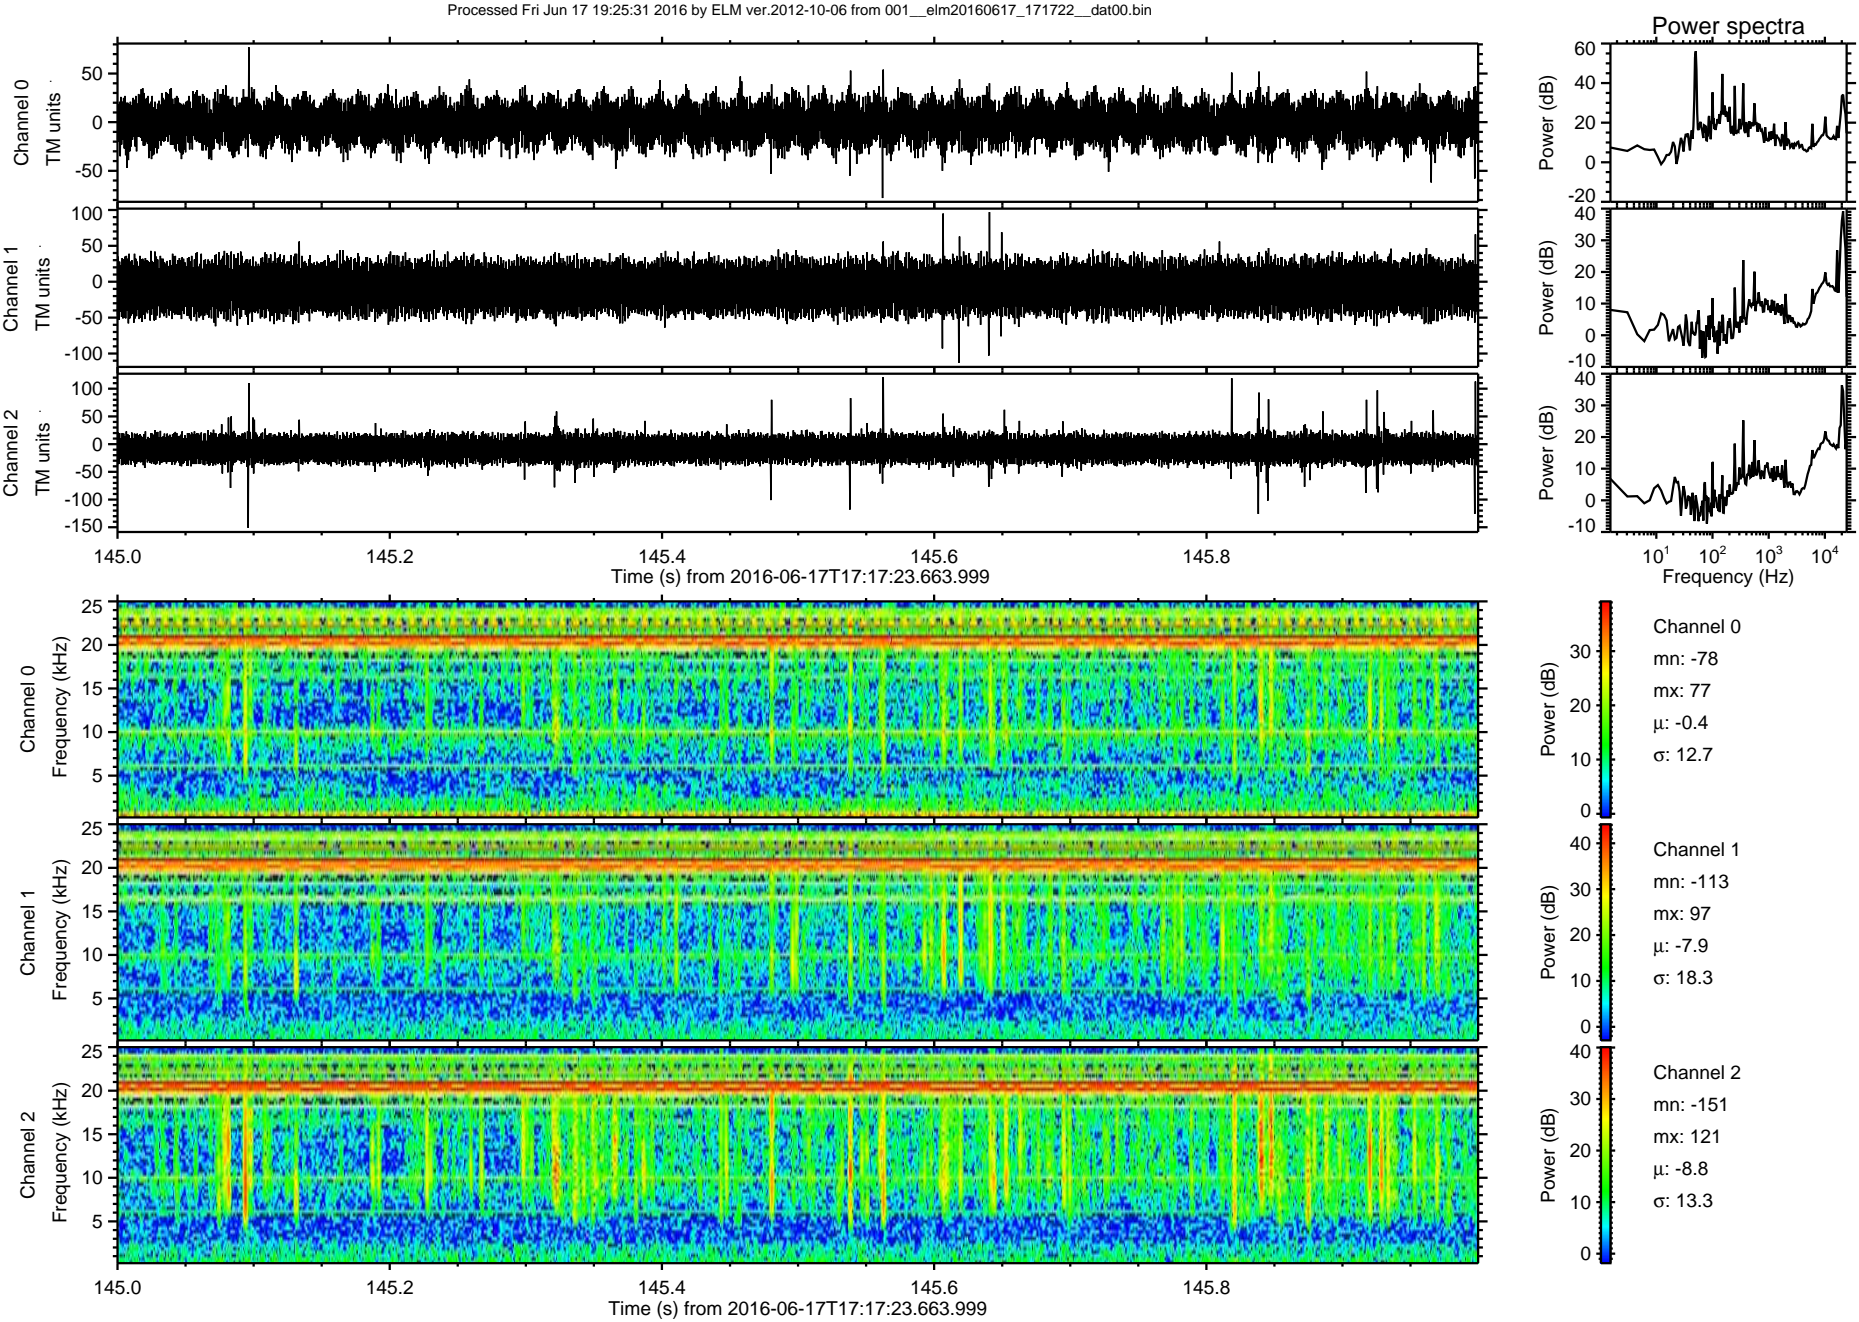 Processed Fri Jun 17 19:25:31 2016 by ELM ver.2012-10-06 from 001__elm20160617_171722__dat00.bin
Power spectra
Channel 0
TM units
50
0
-50
Power (dB)
60
40
20
0
-20
Channel 1
TM units
100
50
0
-50
-100
Power (dB)
40
30
20
10
0
-10
Channel 2
TM units
100
50
0
-50
-100
-150
Power (dB)
40
30
20
10
0
-10
145.0 145.2 145.4 145.6 145.8
Time (s) from 2016-06-17T17:17:23.663.999
10^1 10^2 10^3 10^4
Frequency (Hz)
Channel 0
Frequency (kHz)
25
20
15
10
5
Power (dB)
30
20
10
0
Channel 0
mn: -78
mx: 77
μ: -0.4
σ: 12.7
Channel 1
Frequency (kHz)
25
20
15
10
5
Power (dB)
40
30
20
10
0
Channel 1
mn: -113
mx: 97
μ: -7.9
σ: 18.3
Channel 2
Frequency (kHz)
25
20
15
10
5
Power (dB)
40
30
20
10
0
Channel 2
mn: -151
mx: 121
μ: -8.8
σ: 13.3
145.0 145.2 145.4 145.6 145.8
Time (s) from 2016-06-17T17:17:23.663.999